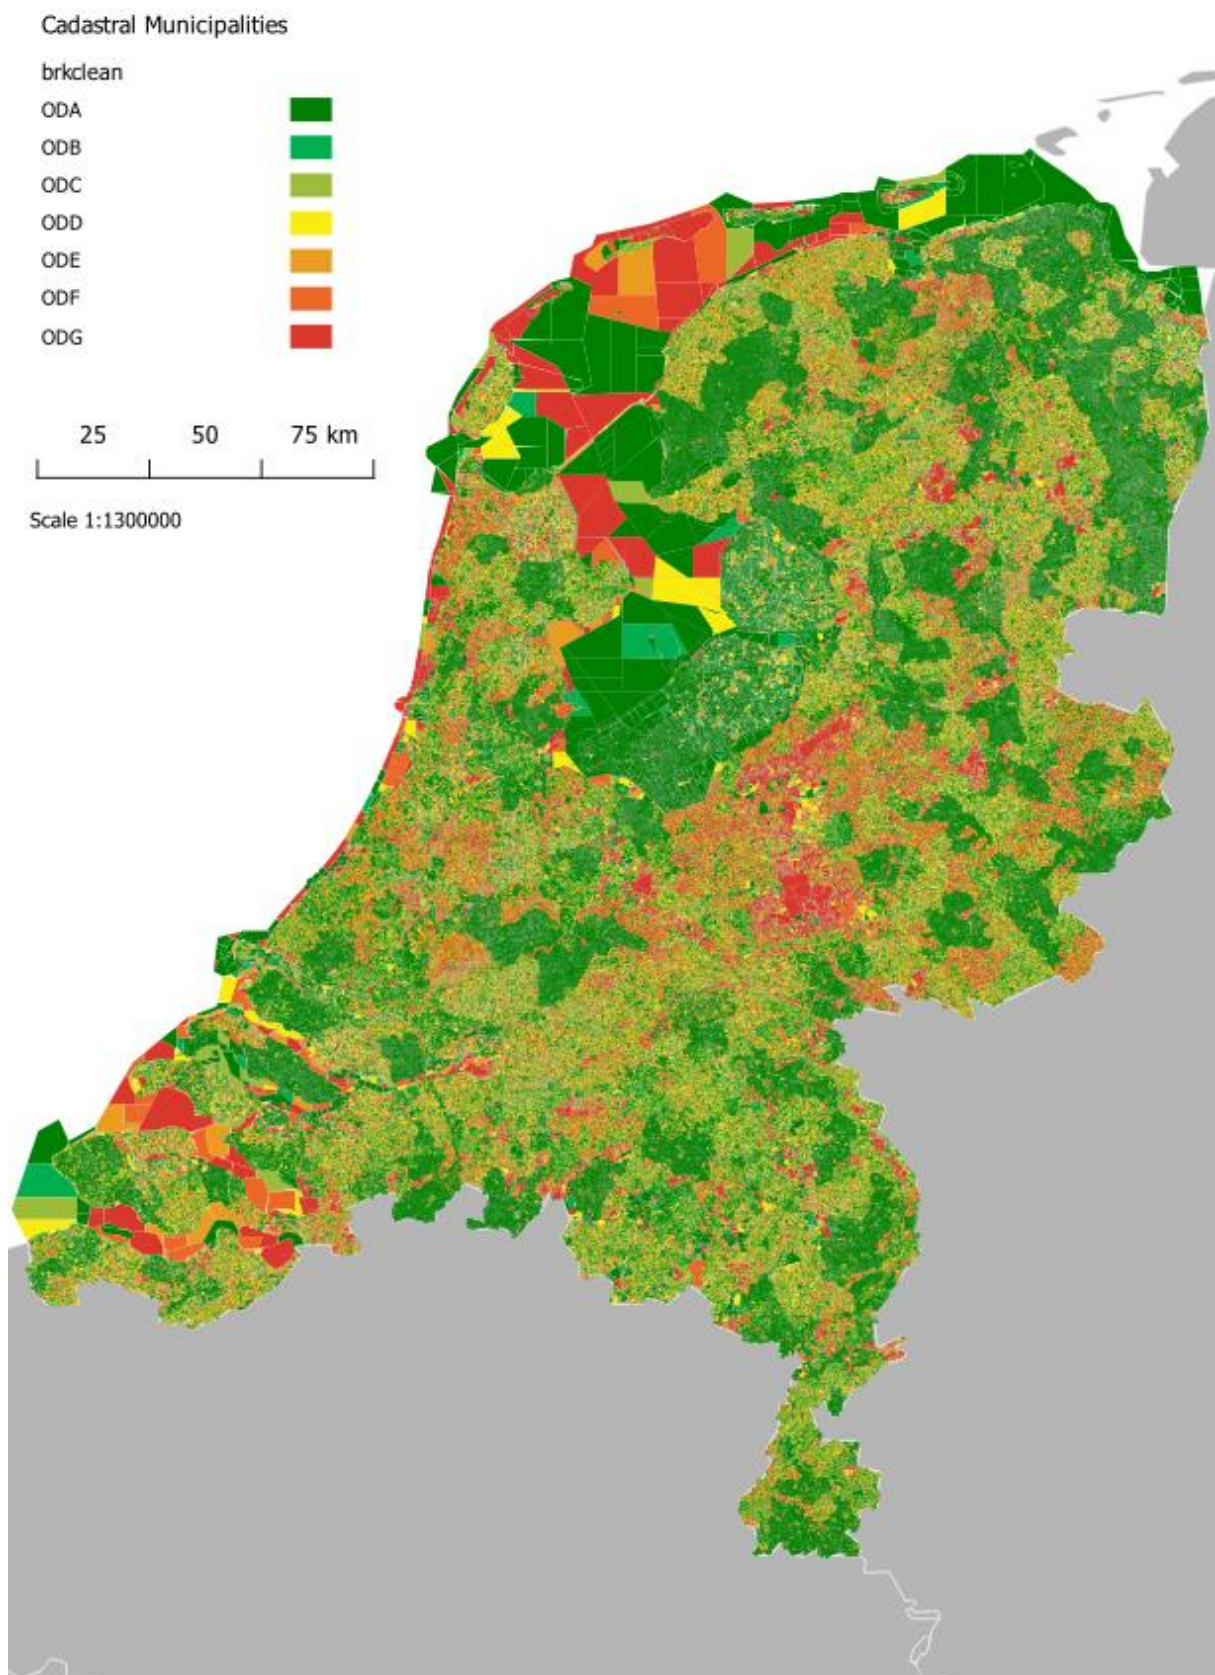 Cadastral Municipalities
brkclean
ODA
ODB
ODC
ODD
ODE
ODF
ODG
25 50 75 km
Scale 1:1300000